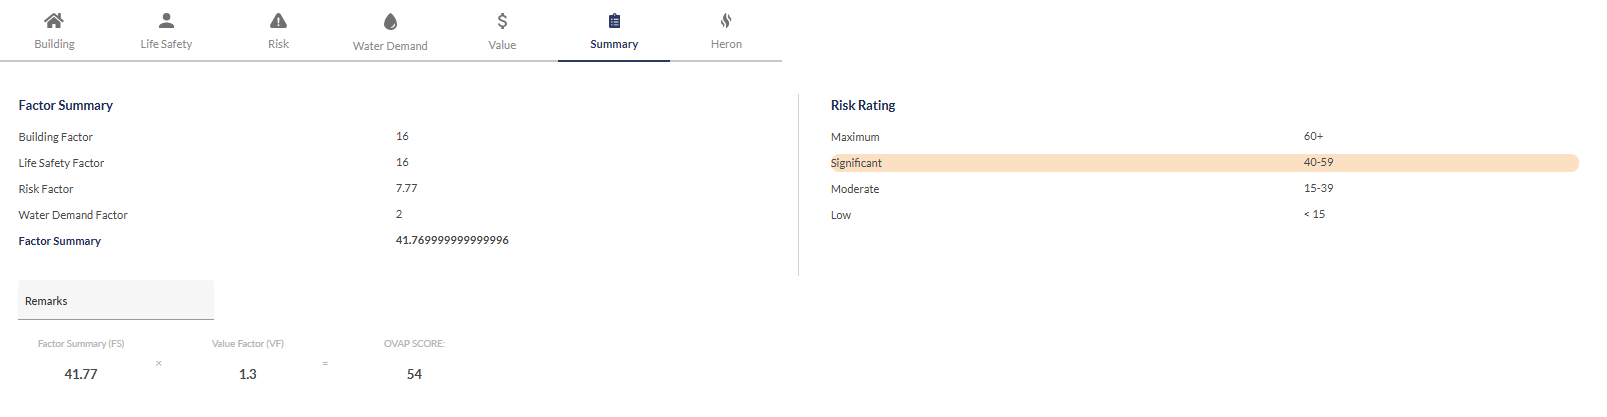 Building Life Safety Risk Water Demand Value Summary Heron
Factor Summary
Building Factor 16
Life Safety Factor 16
Risk Factor 7.77
Water Demand Factor 2
Factor Summary 41.769999999999996
Risk Rating
Maximum 60+
Significant 40-59
Moderate 15-39
Low < 15
Remarks
Factor Summary (FS) Value Factor (VF) OVAP SCORE:
× =
41.77 1.3 54